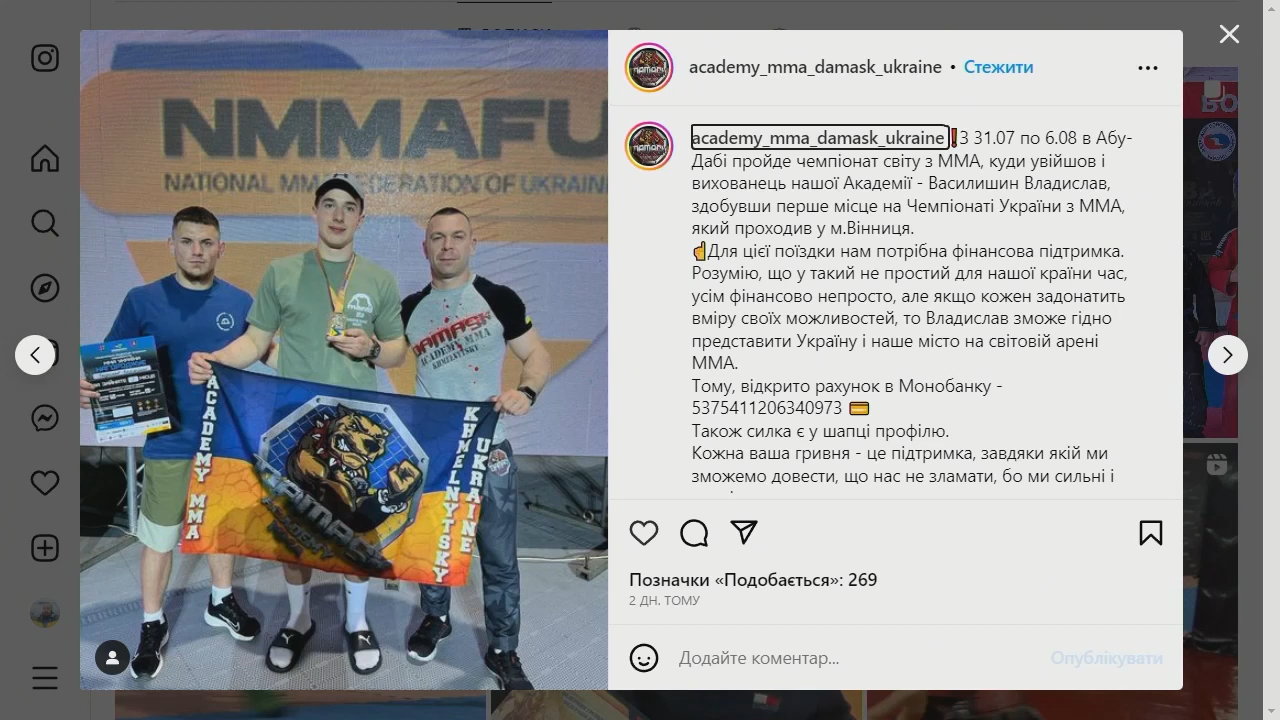 NMMAFU
NATIONAL MMA FEDERATION OF UKRAINE
DAMASK
ACADEMY MMA
KHMELNYTSKY
ACADEMY MMA
KHMELNYTSKY
UKRAINE
academy_mma_damask_ukraine • Стежити
academy_mma_damask_ukraine❗З 31.07 по 6.08 в Абу-
Дабі пройде чемпіонат світу з ММА, куди увійшов і
вихованець нашої Академії - Василишин Владислав,
здобувши перше місце на Чемпіонаті України з ММА,
який проходив у м.Вінниця.
☝Для цієї поїздки нам потрібна фінансова підтримка.
Розумію, що у такий не простий для нашої країни час,
усім фінансово непросто, але якщо кожен задонатить
вміру своїх можливостей, то Владислав зможе гідно
представити Україну і наше місто на світовій арені
ММА.
Тому, відкрито рахунок в Монобанку -
5375411206340973 💳
Також силка є у шапці профілю.
Кожна ваша гривня - це підтримка, завдяки якій ми
зможемо довести, що нас не зламати, бо ми сильні і
Позначки «Подобається»: 269
2 ДН. ТОМУ
Додайте коментар...
Опублікувати